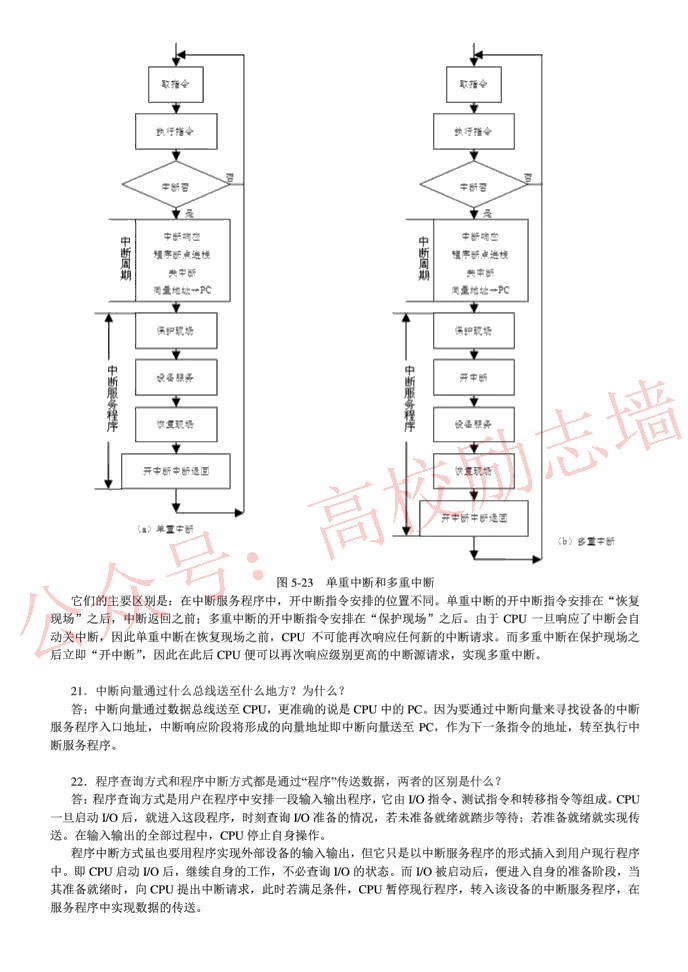 取指令
执行指令
中断否
否
是
中断周期
中断响应
程序断点进栈
关中断
向量地址→PC
中断服务程序
保护现场
设备服务
恢复现场
开中断中断返回
（a）单重中断
取指令
执行指令
中断否
否
是
中断周期
中断响应
程序断点进栈
关中断
向量地址→PC
中断服务程序
保护现场
开中断
设备服务
恢复现场
开中断中断返回
（b）多重中断
公众号：高校励志墙
图 5-23 单重中断和多重中断
它们的主要区别是：在中断服务程序中，开中断指令安排的位置不同。单重中断的开中断指令安排在“恢复
现场”之后，中断返回之前；多重中断的开中断指令安排在“保护现场”之后。由于 CPU 一旦响应了中断会自
动关中断，因此单重中断在恢复现场之前，CPU 不可能再次响应任何新的中断请求。而多重中断在保护现场之
后立即“开中断”，因此在此后 CPU 便可以再次响应级别更高的中断源请求，实现多重中断。
21．中断向量通过什么总线送至什么地方？为什么？
答：中断向量通过数据总线送至 CPU，更准确的说是 CPU 中的 PC。因为要通过中断向量来寻找设备的中断
服务程序入口地址，中断响应阶段将形成的向量地址即中断向量送至 PC，作为下一条指令的地址，转至执行中
断服务程序。
22．程序查询方式和程序中断方式都是通过“程序”传送数据，两者的区别是什么？
答：程序查询方式是用户在程序中安排一段输入输出程序，它由 I/O 指令、测试指令和转移指令等组成。CPU
一旦启动 I/O 后，就进入这段程序，时刻查询 I/O 准备的情况，若未准备就绪就踏步等待；若准备就绪就实现传
送。在输入输出的全部过程中，CPU 停止自身操作。
程序中断方式虽也要用程序实现外部设备的输入输出，但它只是以中断服务程序的形式插入到用户现行程序
中。即 CPU 启动 I/O 后，继续自身的工作，不必查询 I/O 的状态。而 I/O 被启动后，便进入自身的准备阶段，当
其准备就绪时，向 CPU 提出中断请求，此时若满足条件，CPU 暂停现行程序，转入该设备的中断服务程序，在
服务程序中实现数据的传送。